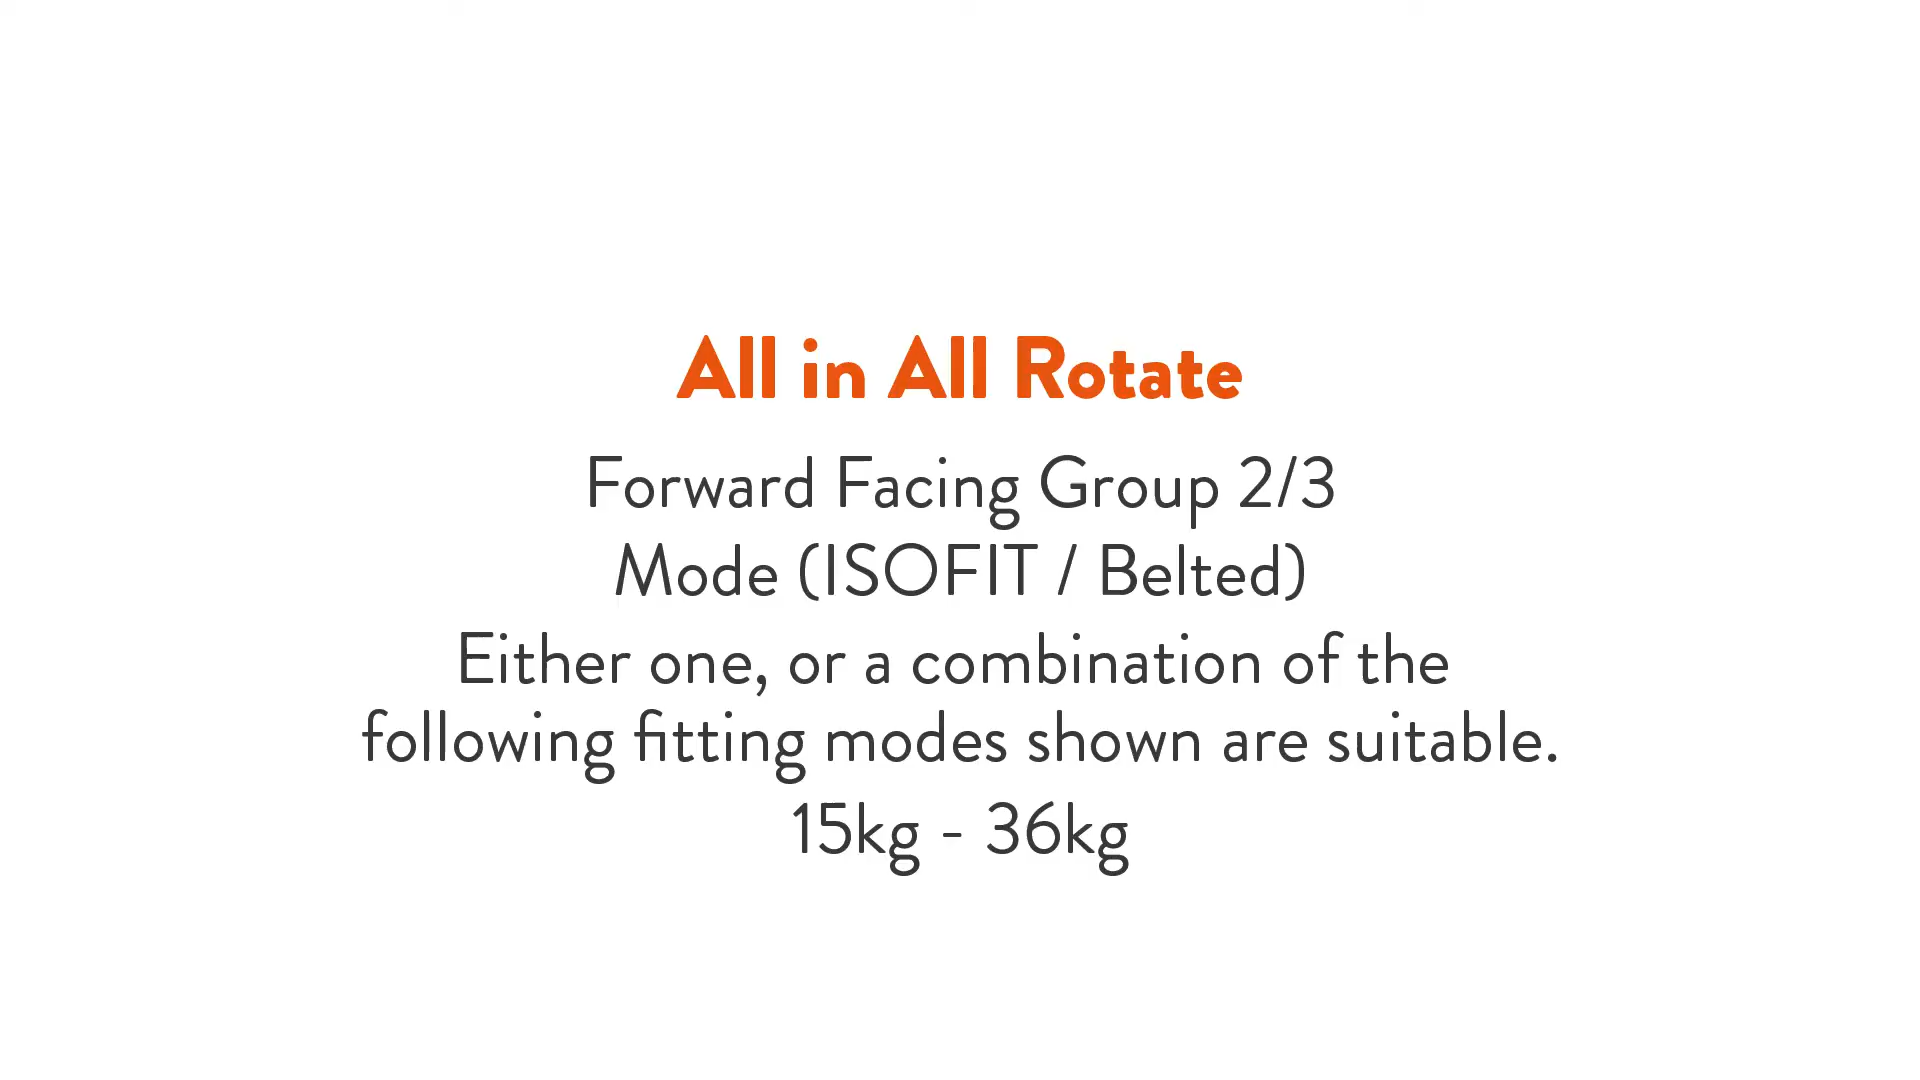 All in All Rotate
Forward Facing Group 2/3
Mode (ISOFIT / Belted)
Either one, or a combination of the
following fitting modes shown are suitable.
15kg - 36kg